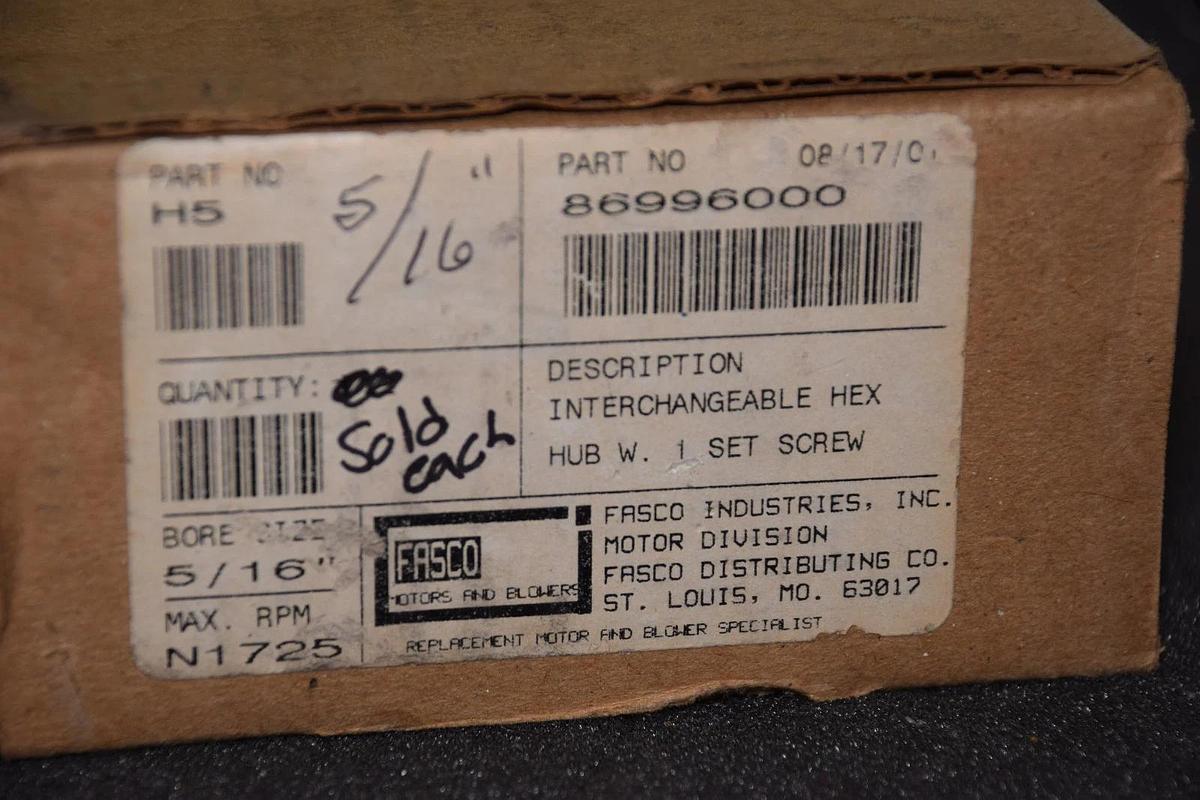 PART NO
H5
5/16"
PART NO
86996000
QUANTITY:
Sold
each
DESCRIPTION
INTERCHANGEABLE HEX
HUB W. 1 SET SCREW
BORE SIZE
5/16"
MAX. RPM
N1725
FASCO
MOTORS AND BLOWERS
FASCO INDUSTRIES, INC.
MOTOR DIVISION
FASCO DISTRIBUTING CO.
ST. LOUIS, MO. 63017
REPLACEMENT MOTOR AND BLOWER SPECIALIST